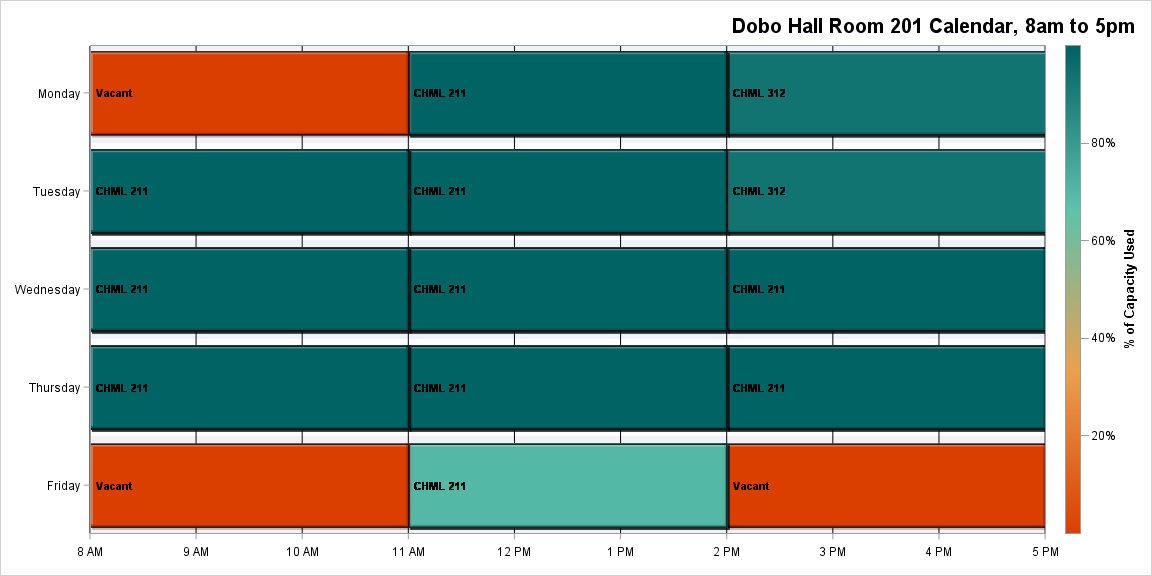 Dobo Hall Room 201 Calendar, 8am to 5pm
Monday
Vacant
CHML 211
CHML 312
Tuesday
CHML 211
CHML 211
CHML 312
Wednesday
CHML 211
CHML 211
CHML 211
Thursday
CHML 211
CHML 211
CHML 211
Friday
Vacant
CHML 211
Vacant
8 AM
9 AM
10 AM
11 AM
12 PM
1 PM
2 PM
3 PM
4 PM
5 PM
80%
60%
40%
20%
% of Capacity Used